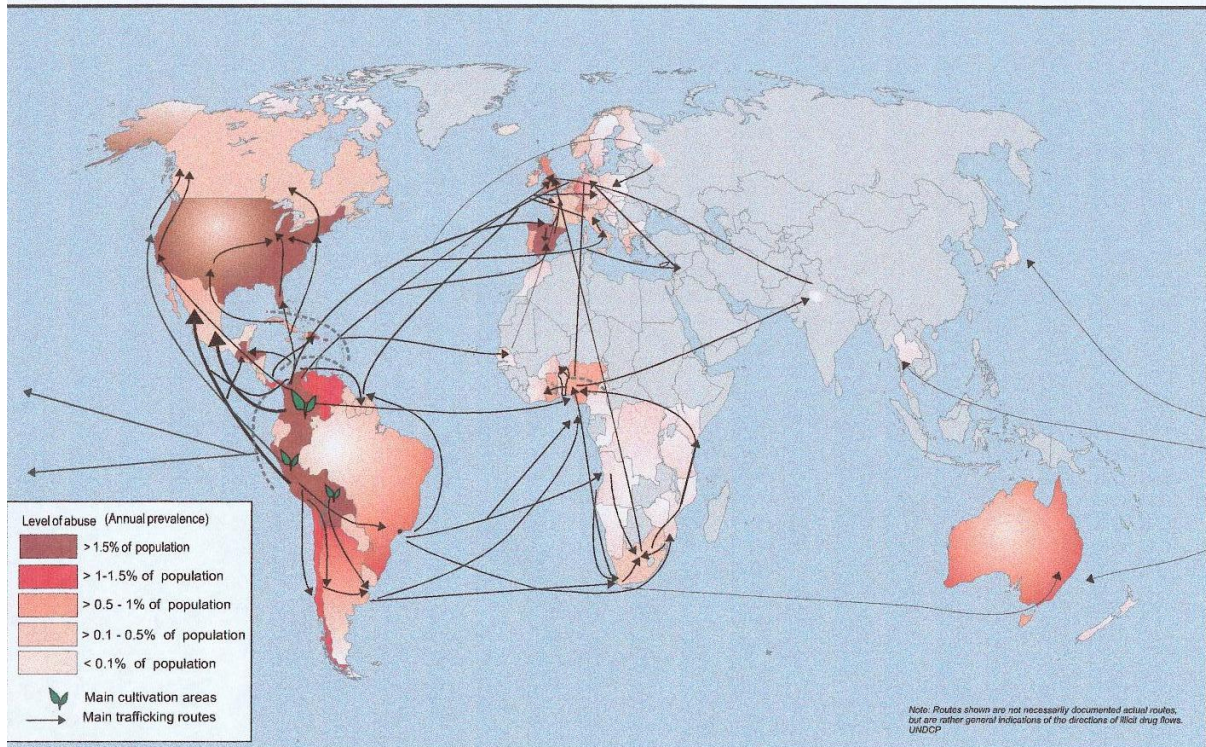 Level of abuse (Annual prevalence)
> 1.5% of population
> 1-1.5% of population
> 0.5 - 1% of population
> 0.1 - 0.5% of population
< 0.1% of population
Main cultivation areas
Main trafficking routes
Note: Routes shown are not necessarily documented actual routes,
but are rather general indications of the directions of illicit drug flows.
UNDCP